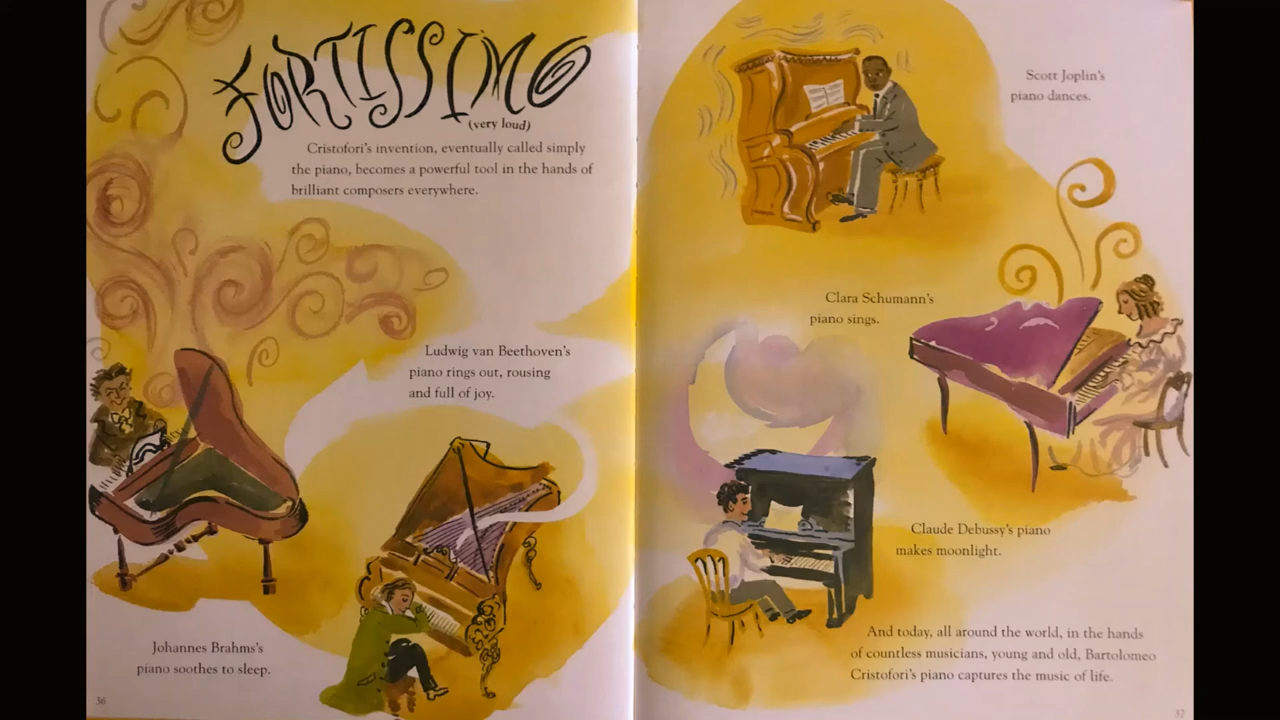 FORTISSIMO
(very loud)
Cristofori's invention, eventually called simply
the piano, becomes a powerful tool in the hands of
brilliant composers everywhere.
Ludwig van Beethoven's
piano rings out, rousing
and full of joy.
Johannes Brahms's
piano soothes to sleep.
36
Scott Joplin's
piano dances.
Clara Schumann's
piano sings.
Claude Debussy's piano
makes moonlight.
And today, all around the world, in the hands
of countless musicians, young and old, Bartolomeo
Cristofori's piano captures the music of life.
37